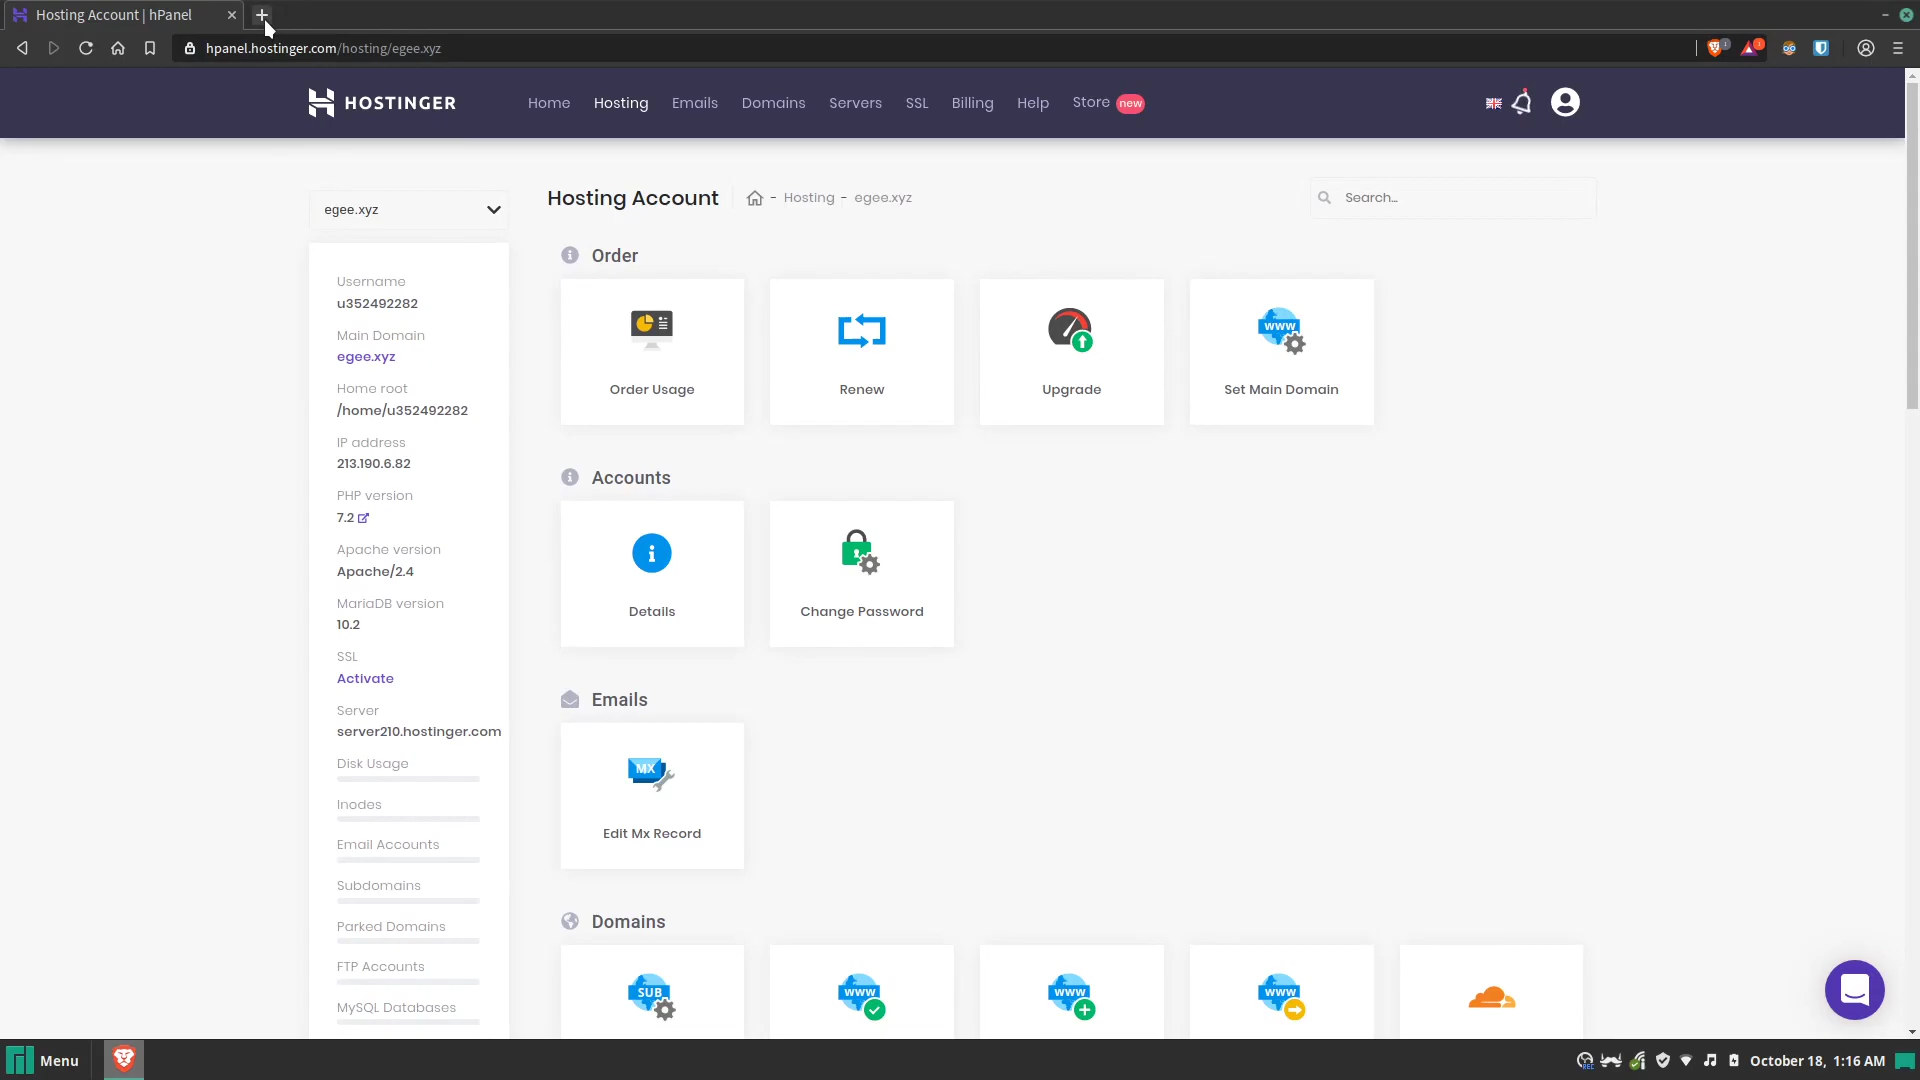 Hosting Account | hPanel
hpanel.hostinger.com/hosting/egee.xyz
HOSTINGER
Home
Hosting
Emails
Domains
Servers
SSL
Billing
Help
Store new
egee.xyz
Hosting Account
- Hosting - egee.xyz
Search...
Username
u352492282
Main Domain
egee.xyz
Home root
/home/u352492282
IP address
213.190.6.82
PHP version
7.2
Apache version
Apache/2.4
MariaDB version
10.2
SSL
Activate
Server
server210.hostinger.com
Disk Usage
Inodes
Email Accounts
Subdomains
Parked Domains
FTP Accounts
MySQL Databases
Order
Order Usage
Renew
WWW
Upgrade
Set Main Domain
Accounts
Details
Change Password
Emails
MX
Edit Mx Record
Domains
SUB
WWW
WWW
WWW
Menu
REC
October 18, 1:16 AM